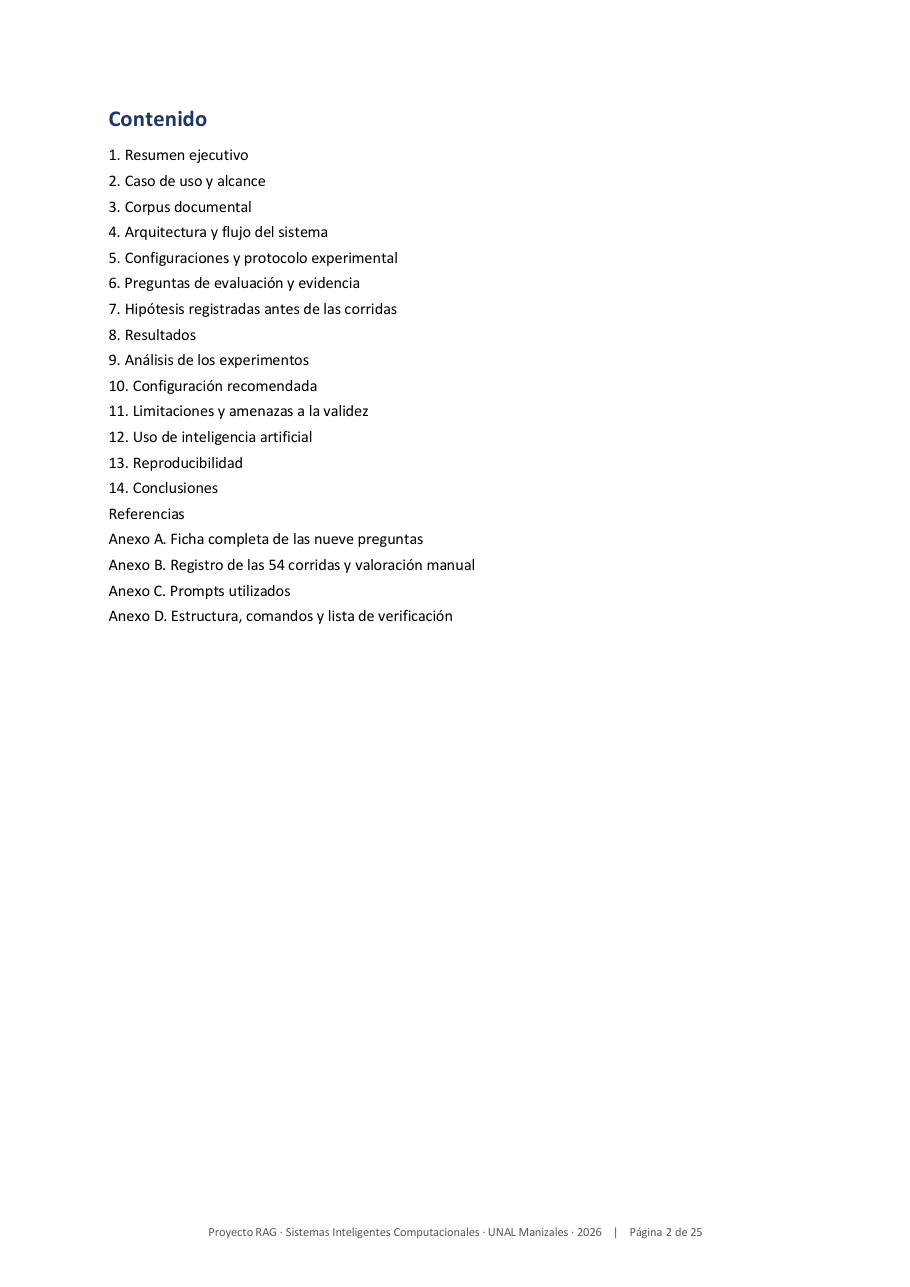 Contenido
1. Resumen ejecutivo
2. Caso de uso y alcance
3. Corpus documental
4. Arquitectura y flujo del sistema
5. Configuraciones y protocolo experimental
6. Preguntas de evaluación y evidencia
7. Hipótesis registradas antes de las corridas
8. Resultados
9. Análisis de los experimentos
10. Configuración recomendada
11. Limitaciones y amenazas a la validez
12. Uso de inteligencia artificial
13. Reproducibilidad
14. Conclusiones
Referencias
Anexo A. Ficha completa de las nueve preguntas
Anexo B. Registro de las 54 corridas y valoración manual
Anexo C. Prompts utilizados
Anexo D. Estructura, comandos y lista de verificación
Proyecto RAG · Sistemas Inteligentes Computacionales · UNAL Manizales · 2026 | Página 2 de 25